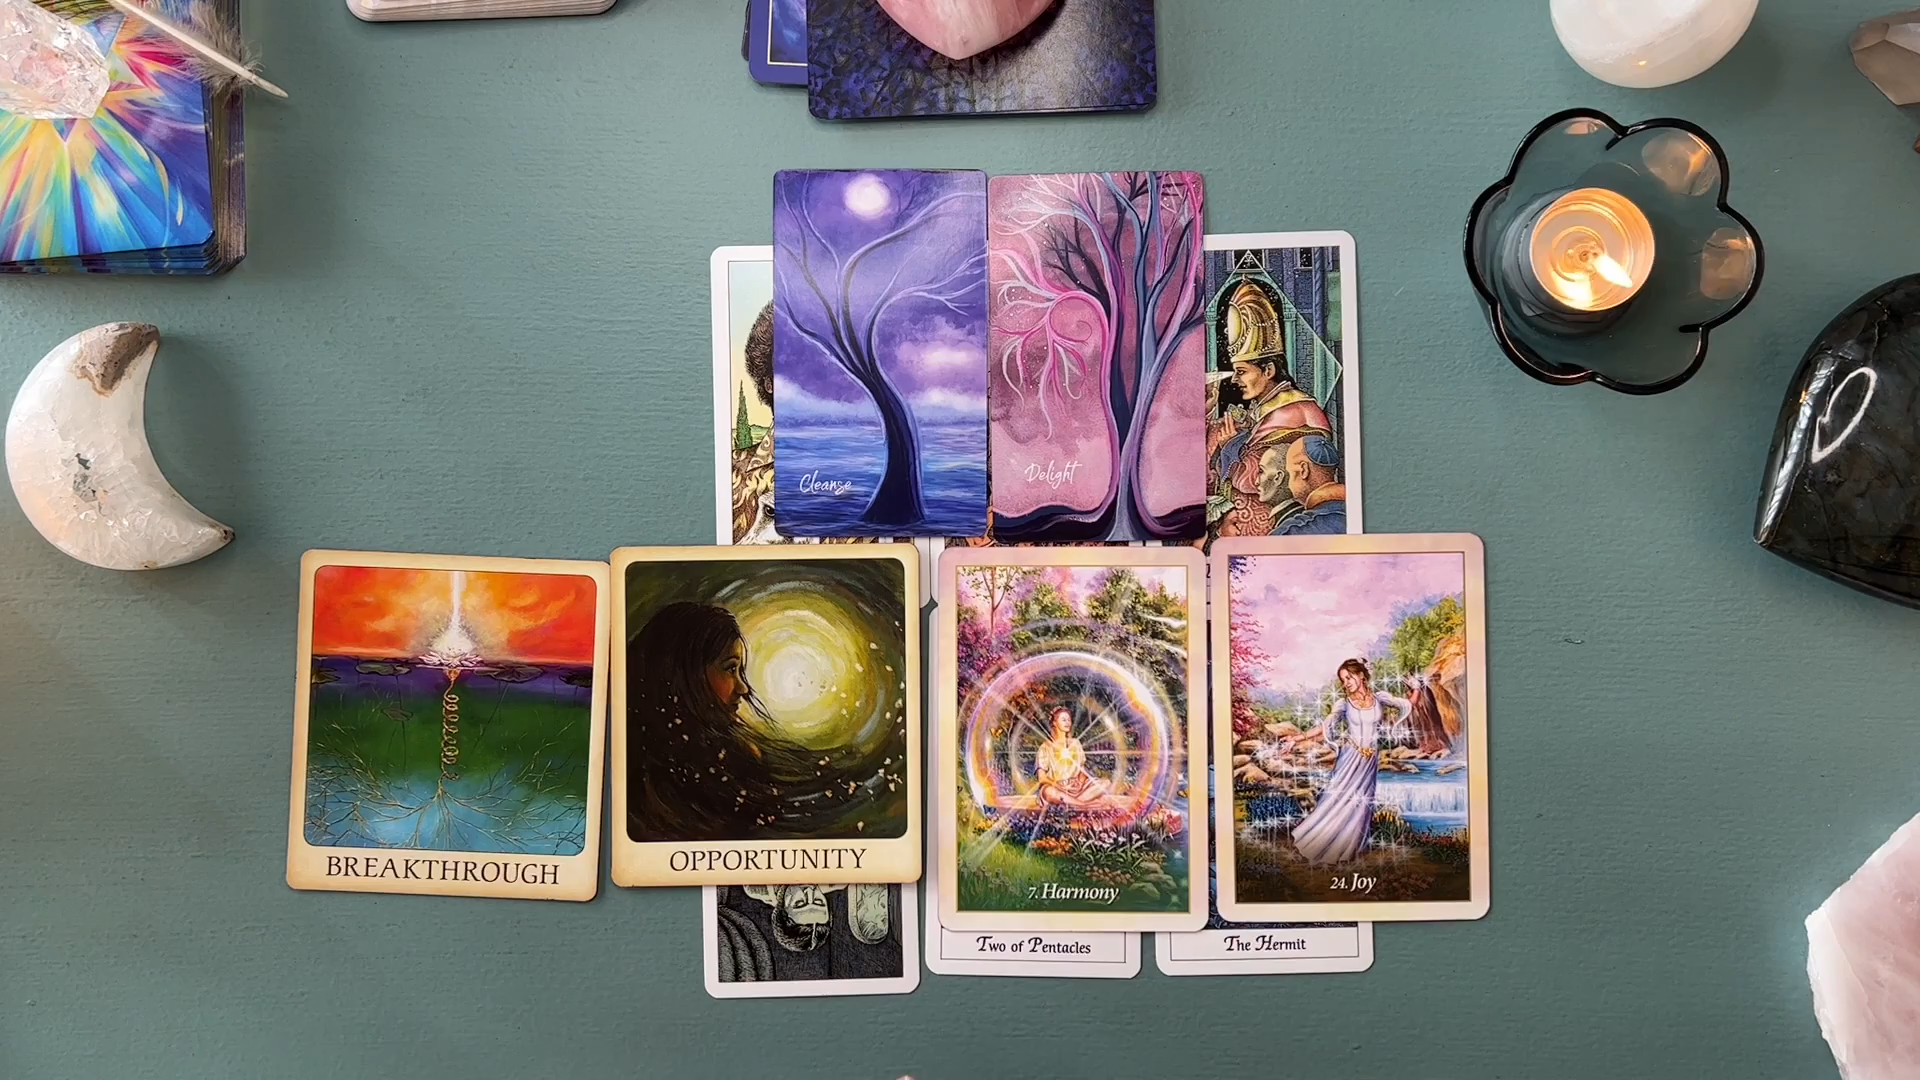 Cleanse
Delight
BREAKTHROUGH
OPPORTUNITY
7. Harmony
24. Joy
Two of Pentacles
The Hermit